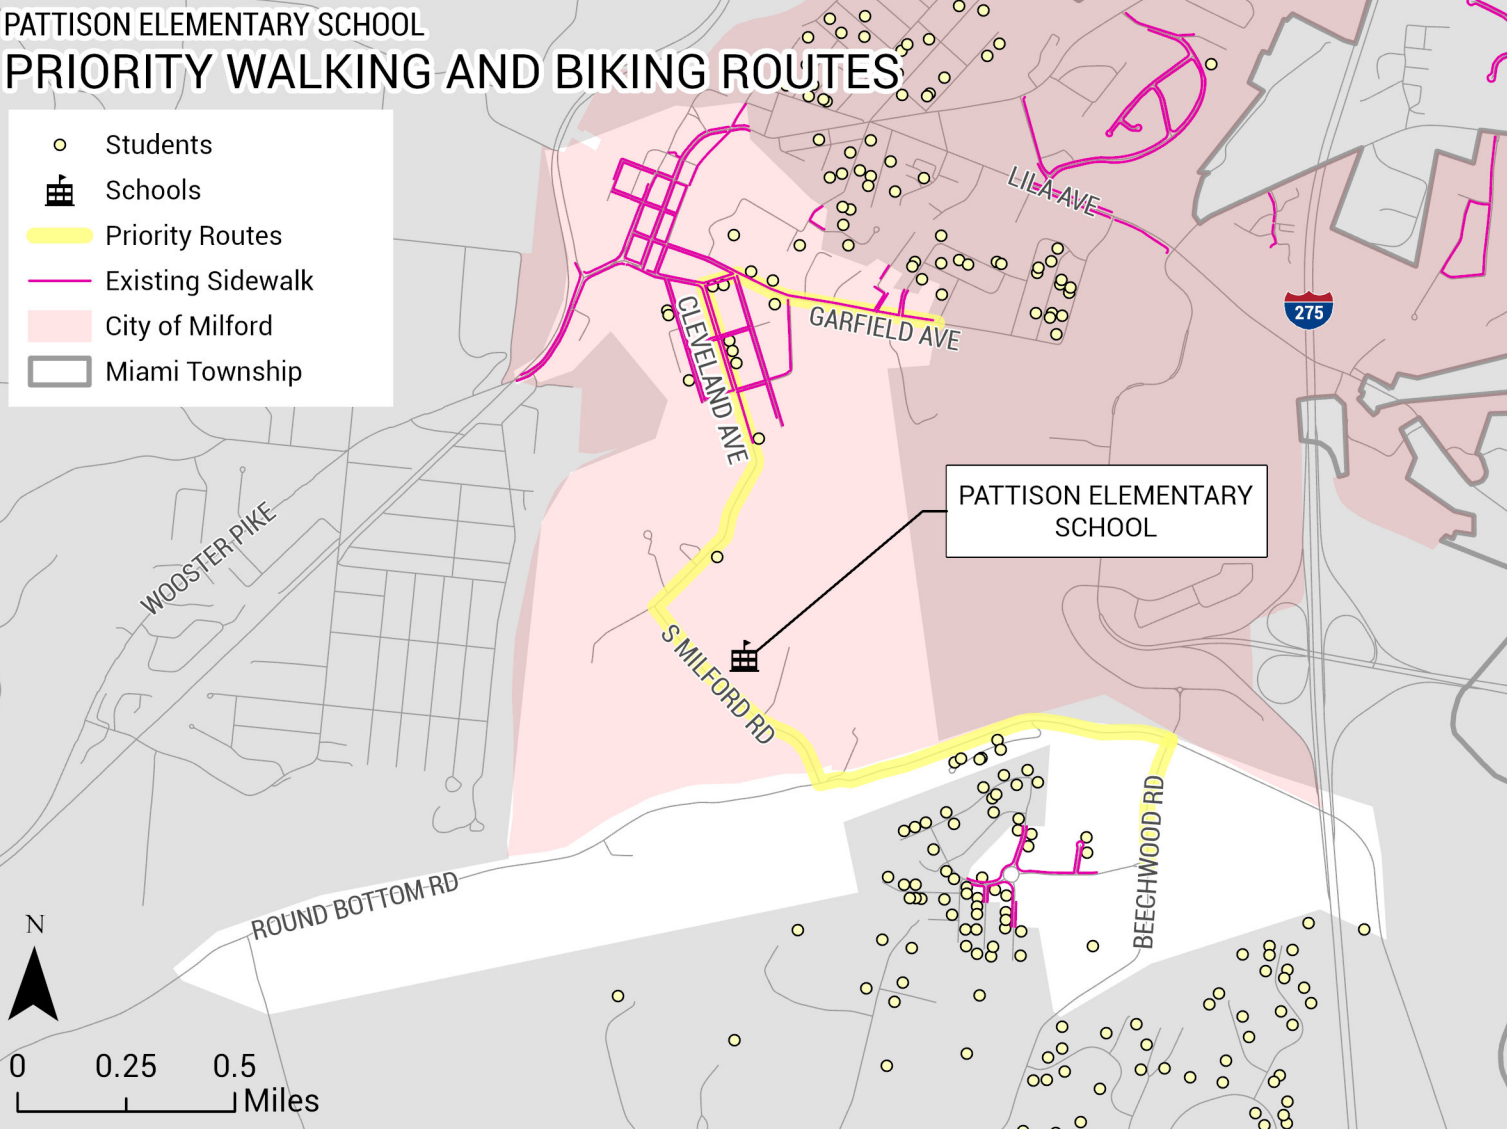 PATTISON ELEMENTARY SCHOOL
PRIORITY WALKING AND BIKING ROUTES
Students
Schools
Priority Routes
Existing Sidewalk
City of Milford
Miami Township
LILA AVE
275
GARFIELD AVE
CLEVELAND AVE
PATTISON ELEMENTARY
SCHOOL
WOOSTER PIKE
S MILFORD RD
BEECHWOOD RD
ROUND BOTTOM RD
N
0 0.25 0.5
Miles